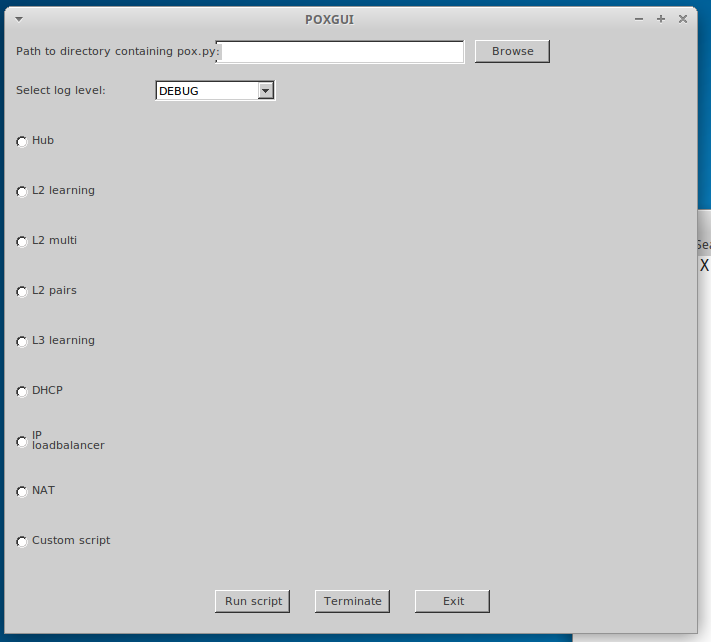 POXGUI
Path to directory containing pox.py:
Browse
Select log level:
DEBUG
Hub
L2 learning
L2 multi
L2 pairs
L3 learning
DHCP
IP
loadbalancer
NAT
Custom script
Run script
Terminate
Exit
Sea
X